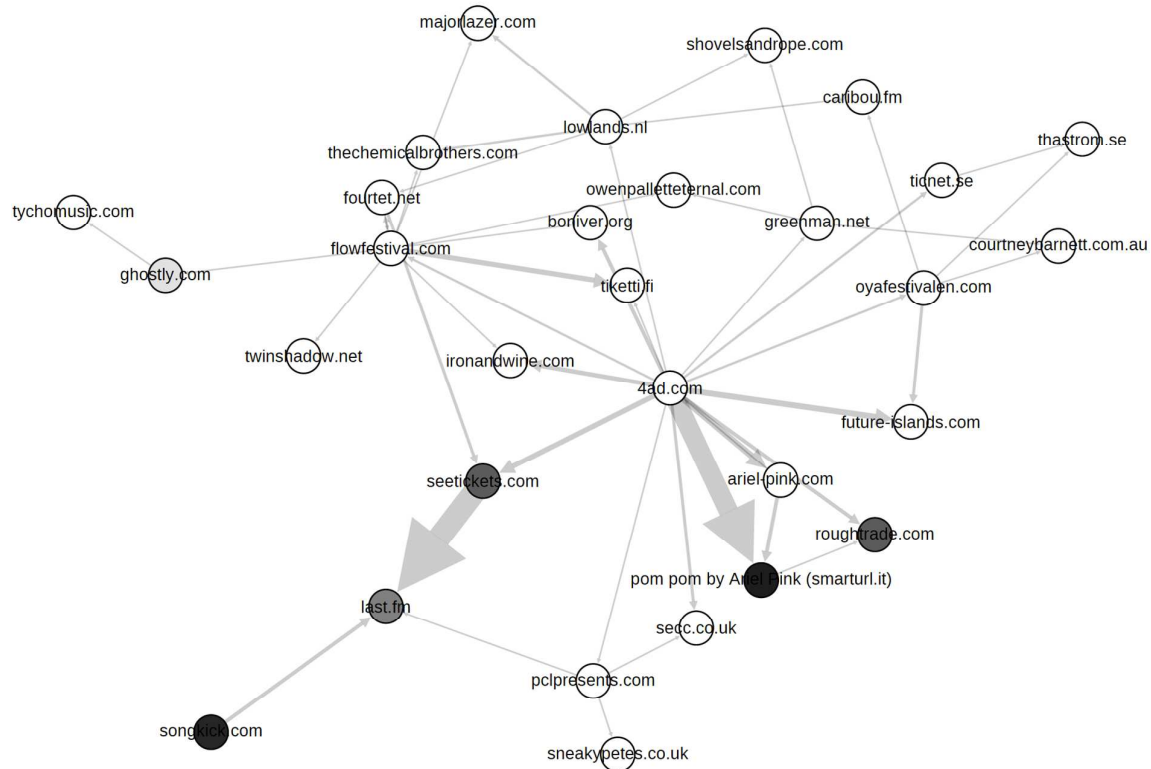 majorlazer.com
shovelsandrope.com
caribou.fm
lowlands.nl
thastrom.se
thechemicalbrothers.com
ticnet.se
fourtet.net
owenpalletteternal.com
tychomusic.com
boniver.org
greenman.net
flowfestival.com
courtneybarnett.com.au
ghostly.com
tiketti.fi
oyafestivalen.com
twinshadow.net
ironandwine.com
4ad.com
future-islands.com
seetickets.com
ariel-pink.com
roughtrade.com
pom pom by Ariel Pink (smarturl.it)
last.fm
secc.co.uk
pclpresents.com
songkick.com
sneakypetes.co.uk